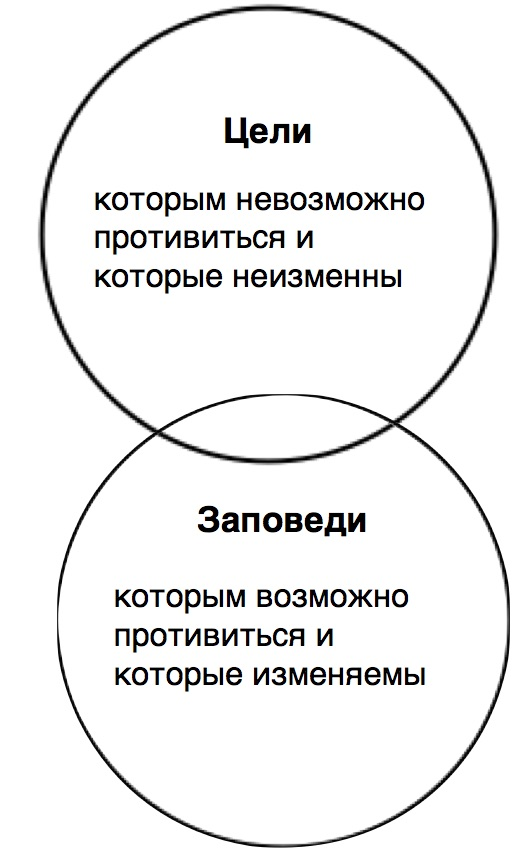 Цели
которым невозможно
противиться и
которые неизменны
Заповеди
которым возможно
противиться и
которые изменяемы